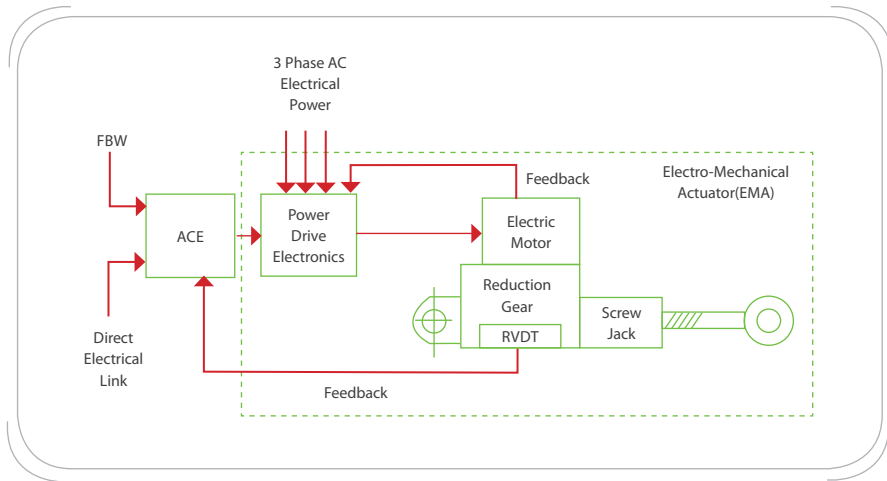 3 Phase AC
Electrical
Power
FBW
Feedback
Electro-Mechanical
Actuator(EMA)
ACE
Power
Drive
Electronics
Electric
Motor
Reduction
Gear
RVDT
Screw
Jack
Direct
Electrical
Link
Feedback